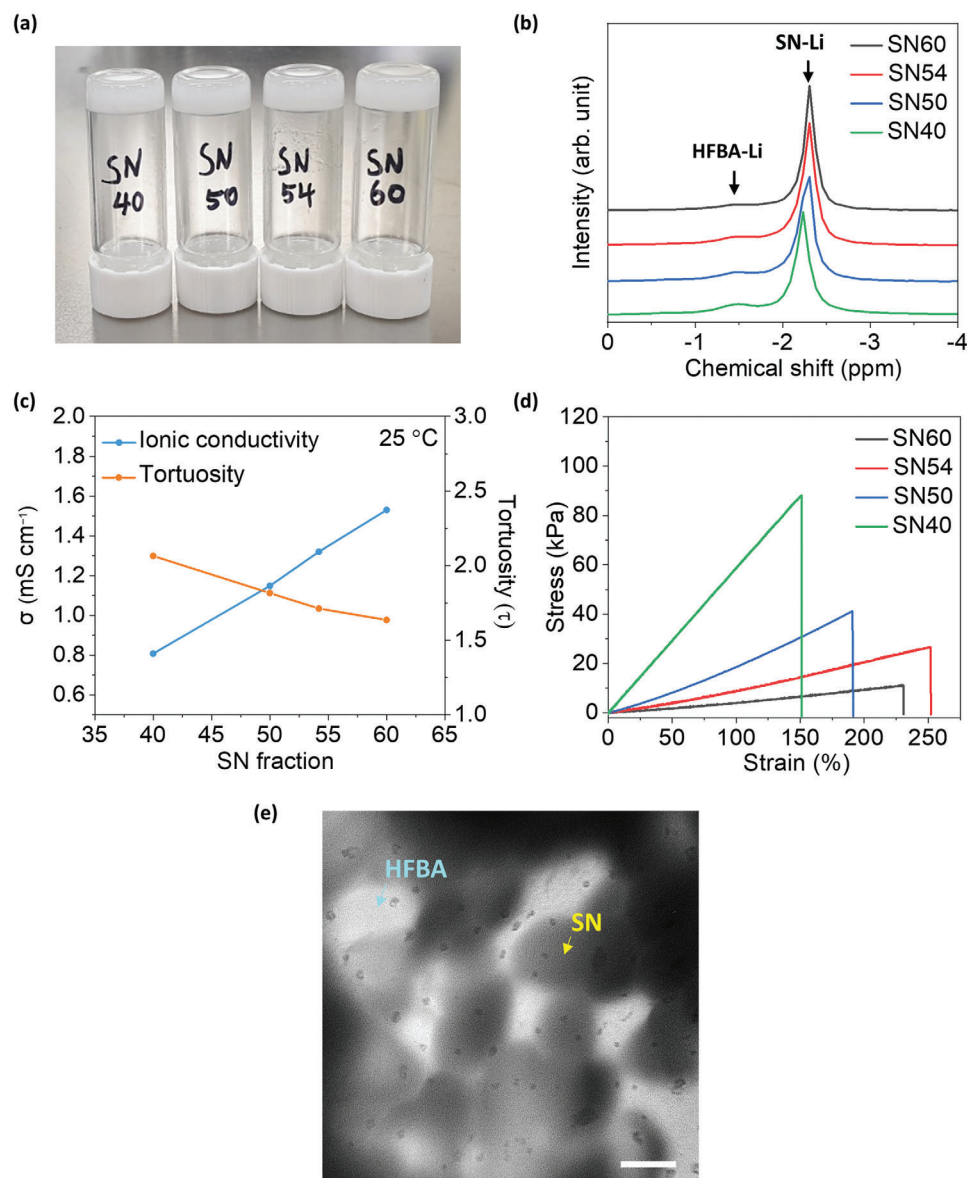 (a)
SN
40
SN
50
SN
54
SN
60
(b)
SN-Li
HFBA-Li
SN60
SN54
SN50
SN40
Intensity (arb. unit)
0
-1
-2
-3
-4
Chemical shift (ppm)
(c)
2.0
1.8
1.6
1.4
1.2
1.0
0.8
0.6
σ (mS cm⁻¹)
Ionic conductivity
Tortuosity
25 °C
3.0
2.5
2.0
1.5
1.0
Tortuosity (τ)
35
40
45
50
55
60
65
SN fraction
(d)
120
100
80
60
40
20
0
Stress (kPa)
SN60
SN54
SN50
SN40
0
50
100
150
200
250
Strain (%)
(e)
HFBA
SN